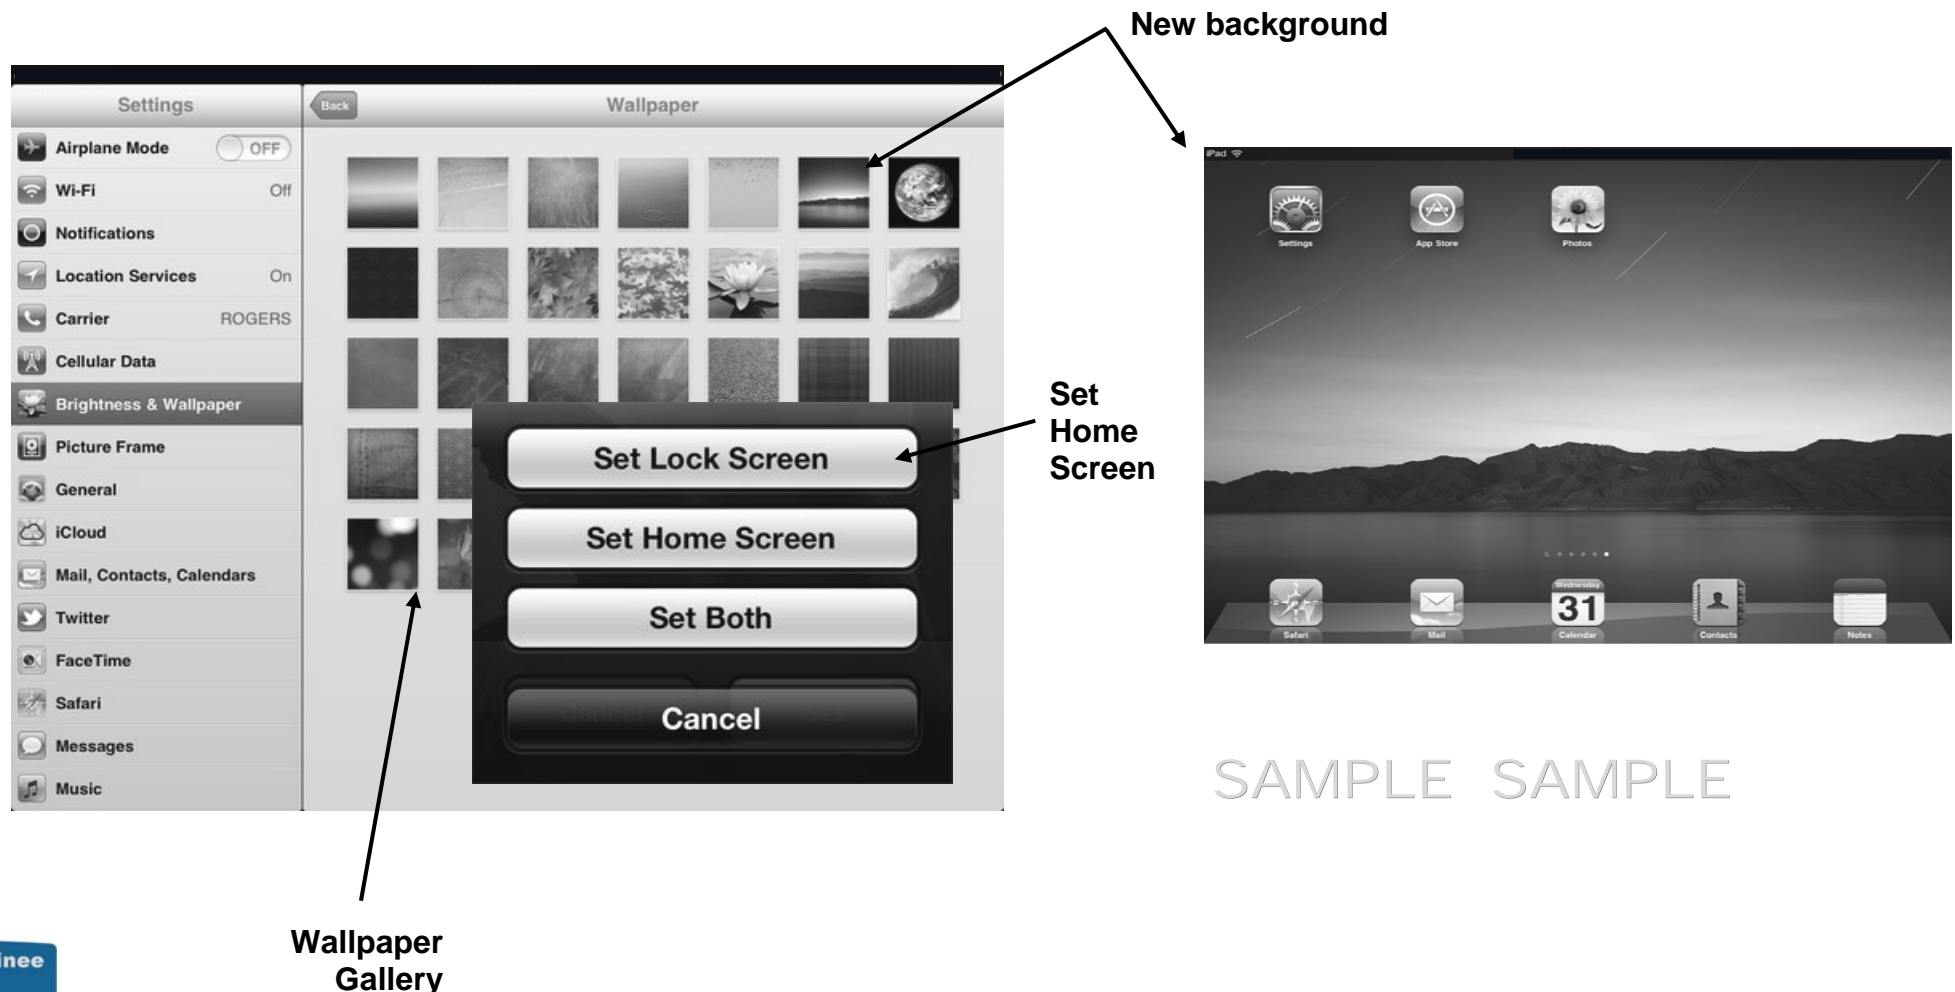 New background
Settings
Back
Wallpaper
Airplane Mode OFF
Wi-Fi Off
Notifications
Location Services On
Carrier ROGERS
Cellular Data
Brightness & Wallpaper
Picture Frame
General
iCloud
Mail, Contacts, Calendars
Twitter
FaceTime
Safari
Messages
Music
Set Lock Screen
Set Home Screen
Set Both
Cancel
Set
Home
Screen
iPad
Settings App Store Photos
Wednesday
31
Safari Mail Calendar Contacts Notes
SAMPLE SAMPLE
Wallpaper
Gallery
inee